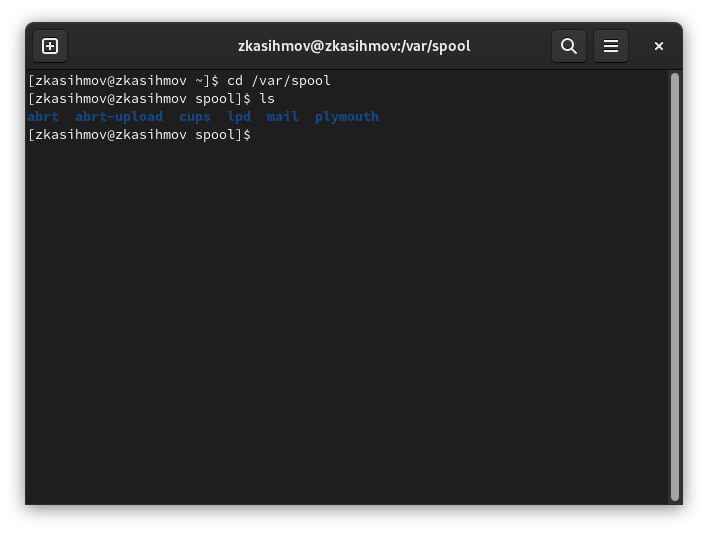 zkasihmov@zkasihmov:/var/spool
[zkasihmov@zkasihmov ~]$ cd /var/spool
[zkasihmov@zkasihmov spool]$ ls
abrt  abrt-upload  cups  lpd  mail  plymouth
[zkasihmov@zkasihmov spool]$